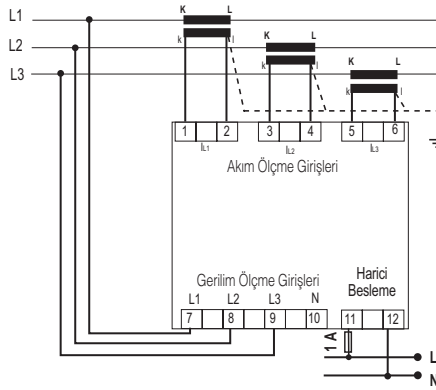 K L
L1
k l
K L
L2
k l
K L
L3
k l
1 2 3 4 5 6
IL1 IL2 IL3
Akım Ölçme Girişleri
Gerilim Ölçme Girişleri
Harici
Besleme
L1 L2 L3 N
7 8 9 10 11 12
1 A
L
N